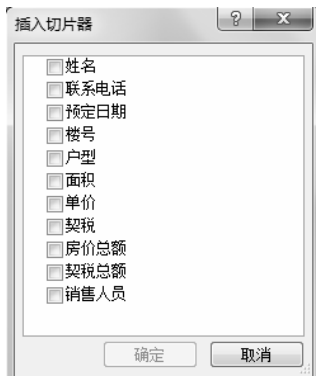 插入切片器
姓名
联系电话
预定日期
楼号
户型
面积
单价
契税
房价总额
契税总额
销售人员
确定 取消